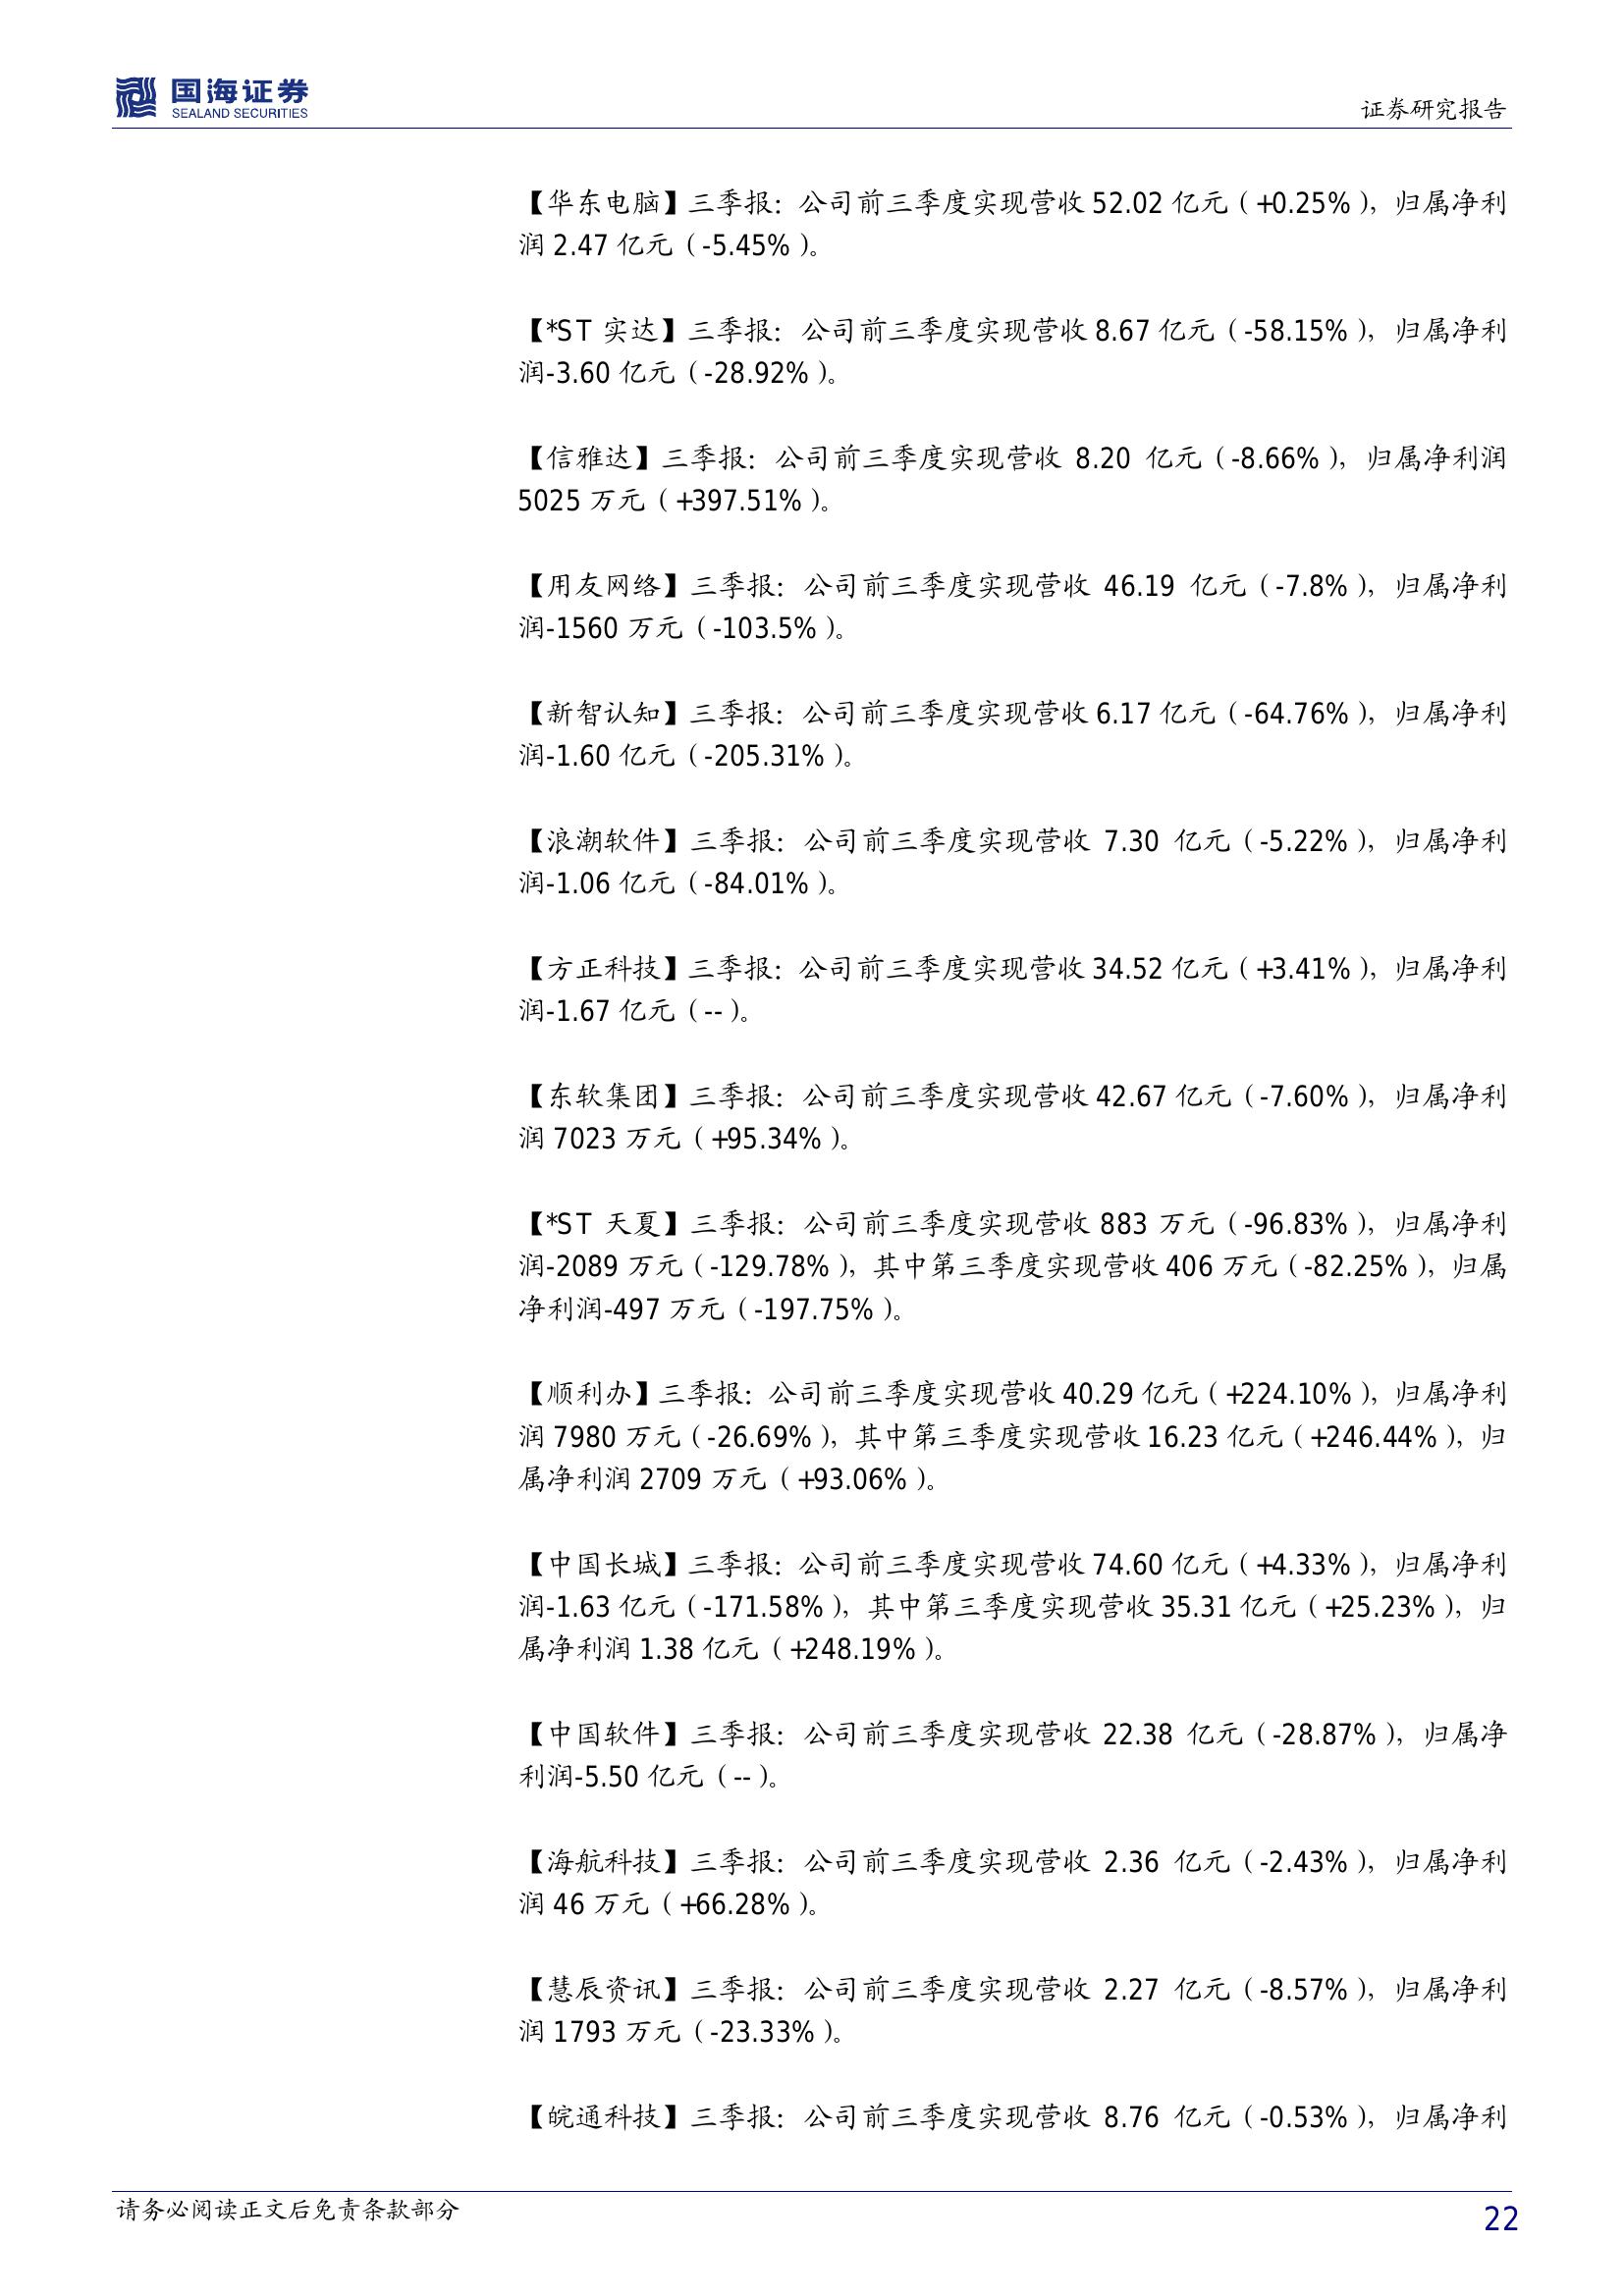 国海证券
SEALAND SECURITIES
证券研究报告
【华东电脑】三季报：公司前三季度实现营收 52.02 亿元（+0.25%），归属净利
润 2.47 亿元（-5.45%）。
【*ST 实达】三季报：公司前三季度实现营收 8.67 亿元（-58.15%），归属净利
润-3.60 亿元（-28.92%）。
【信雅达】三季报：公司前三季度实现营收 8.20 亿元（-8.66%），归属净利润
5025 万元（+397.51%）。
【用友网络】三季报：公司前三季度实现营收 46.19 亿元（-7.8%），归属净利
润-1560 万元（-103.5%）。
【新智认知】三季报：公司前三季度实现营收 6.17 亿元（-64.76%），归属净利
润-1.60 亿元（-205.31%）。
【浪潮软件】三季报：公司前三季度实现营收 7.30 亿元（-5.22%），归属净利
润-1.06 亿元（-84.01%）。
【方正科技】三季报：公司前三季度实现营收 34.52 亿元（+3.41%），归属净利
润-1.67 亿元（--）。
【东软集团】三季报：公司前三季度实现营收 42.67 亿元（-7.60%），归属净利
润 7023 万元（+95.34%）。
【*ST 天夏】三季报：公司前三季度实现营收 883 万元（-96.83%），归属净利
润-2089 万元（-129.78%），其中第三季度实现营收 406 万元（-82.25%），归属
净利润-497 万元（-197.75%）。
【顺利办】三季报：公司前三季度实现营收 40.29 亿元（+224.10%），归属净利
润 7980 万元（-26.69%），其中第三季度实现营收 16.23 亿元（+246.44%），归
属净利润 2709 万元（+93.06%）。
【中国长城】三季报：公司前三季度实现营收 74.60 亿元（+4.33%），归属净利
润-1.63 亿元（-171.58%），其中第三季度实现营收 35.31 亿元（+25.23%），归
属净利润 1.38 亿元（+248.19%）。
【中国软件】三季报：公司前三季度实现营收 22.38 亿元（-28.87%），归属净
利润-5.50 亿元（--）。
【海航科技】三季报：公司前三季度实现营收 2.36 亿元（-2.43%），归属净利
润 46 万元（+66.28%）。
【慧辰资讯】三季报：公司前三季度实现营收 2.27 亿元（-8.57%），归属净利
润 1793 万元（-23.33%）。
【皖通科技】三季报：公司前三季度实现营收 8.76 亿元（-0.53%），归属净利
请务必阅读正文后免责条款部分
22